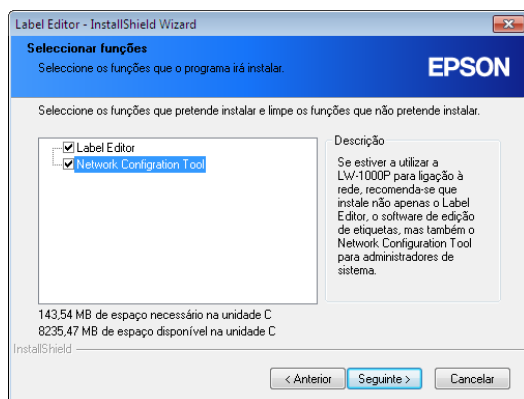 Label Editor - InstallShield Wizard
Seleccionar funções
Seleccione os funções que o programa irá instalar.
EPSON
Seleccione os funções que pretende instalar e limpe os funções que não pretende instalar.
Label Editor
Network Configration Tool
Descrição
Se estiver a utilizar a
LW-1000P para ligação à
rede, recomenda-se que
instale não apenas o Label
Editor, o software de edição
de etiquetas, mas também o
Network Configuration Tool
para administradores de
sistema.
143,54 MB de espaço necessário na unidade C
8235,47 MB de espaço disponível na unidade C
InstallShield
< Anterior
Seguinte >
Cancelar